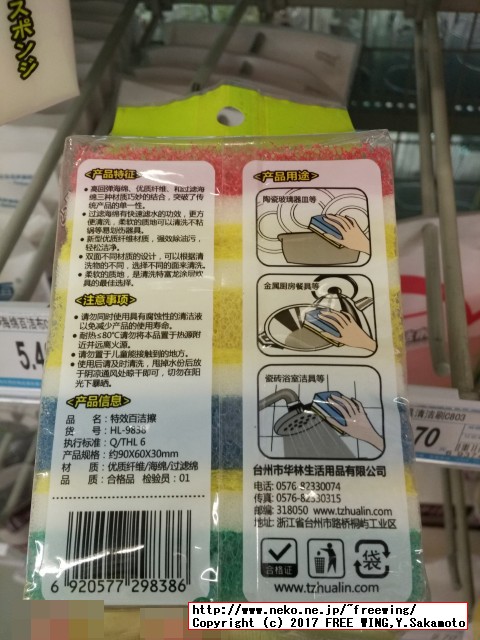 スポンジ
产品特征
● 高回弹海绵、优质纤维、和过滤海
绵三种材质巧妙的结合，突破了传
统产品的单一性。
● 过滤海绵有快速滤水的功效，更方
便清洗，柔软的质地可以清洗不粘
锅等易划伤器具。
● 新型优质纤维材质，强效除油污，
轻松洁净。
● 双面不同材质的设计，可以根据清
洗物的不同，选择不同的面来清洗。
● 柔软的质地，是清洗特富龙涂层炊
具的最佳选择。
注意事项
● 请勿同时使用具有腐蚀性的清洁液
以免减少产品的使用寿命。
● 耐热≤80℃请勿将本品置于热源附
近并远离火源。
● 请勿置于儿童能接触到的地方。
● 使用后请及时清洗，甩掉水份后放
于阴凉通风处晾干即可，切勿在阳
光下暴晒。
产品信息
品 名：特效百洁擦
货 号：HL-9838
执行标准：Q/THL 6
产品规格：约90X60X30mm
材 质：优质纤维/海绵/过滤绵
品 质：合格品 检验员：01
6 920577 298386
产品用途
陶瓷玻璃器皿等
金属厨房餐具等
瓷砖浴室洁具等
台州市华林生活用品有限公司
电话：0576-82330074
传真：0576-82330315
邮编：318050 www.tzhualin.com
地址：浙江省台州市路桥桐屿工业区
合格证
袋
www.tzhualin.com
5.4
70
http://www.neko.ne.jp/~freewing/
Copyright (c) 2017 FREE WING,Y.Sakamoto